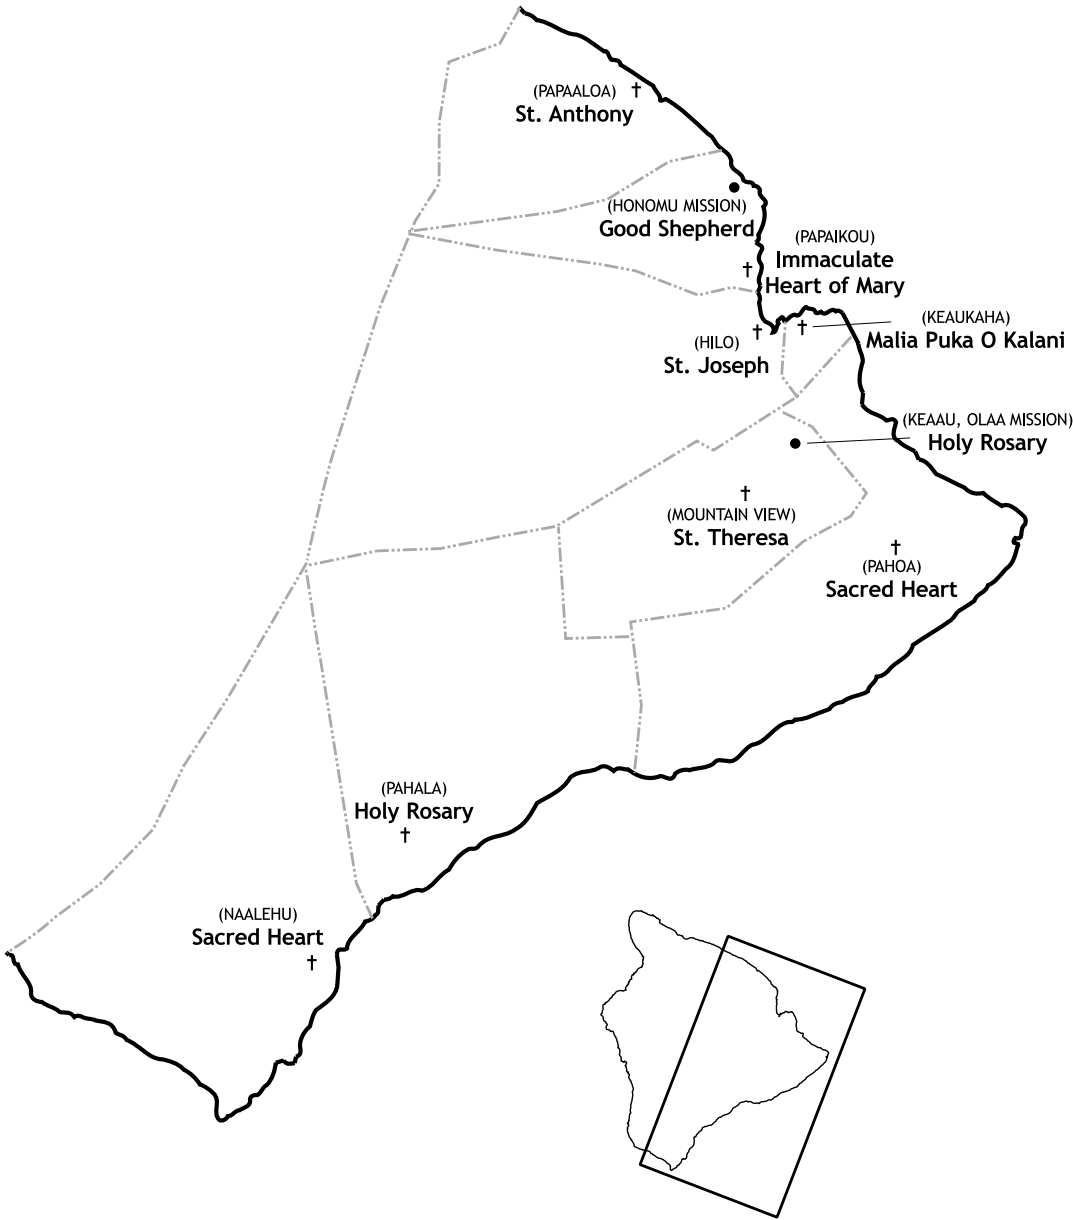 (PAPAALOA)
St. Anthony
(HONOMU MISSION)
Good Shepherd
(PAPAIKOU)
Immaculate
Heart of Mary
(KEAUKAHA)
Malia Puka O Kalani
(HILO)
St. Joseph
(KEAAU, OLAA MISSION)
Holy Rosary
(MOUNTAIN VIEW)
St. Theresa
(PAHOA)
Sacred Heart
(PAHALA)
Holy Rosary
(NAALEHU)
Sacred Heart